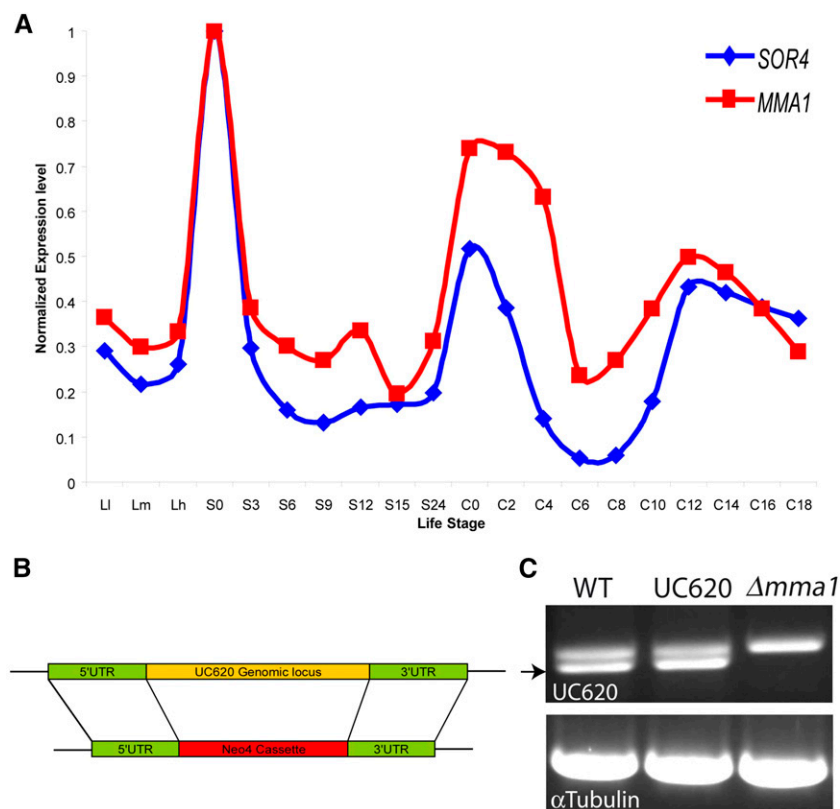 A
SOR4
MMA1
Normalized Expression level
1
0.9
0.8
0.7
0.6
0.5
0.4
0.3
0.2
0.1
0
Ll Lm Lh S0 S3 S6 S9 S12 S15 S24 C0 C2 C4 C6 C8 C10 C12 C14 C16 C18
Life Stage
B
5'UTR UC620 Genomic locus 3'UTR
5'UTR Neo4 Cassette 3'UTR
C
WT UC620 Δmma1
UC620
αTubulin